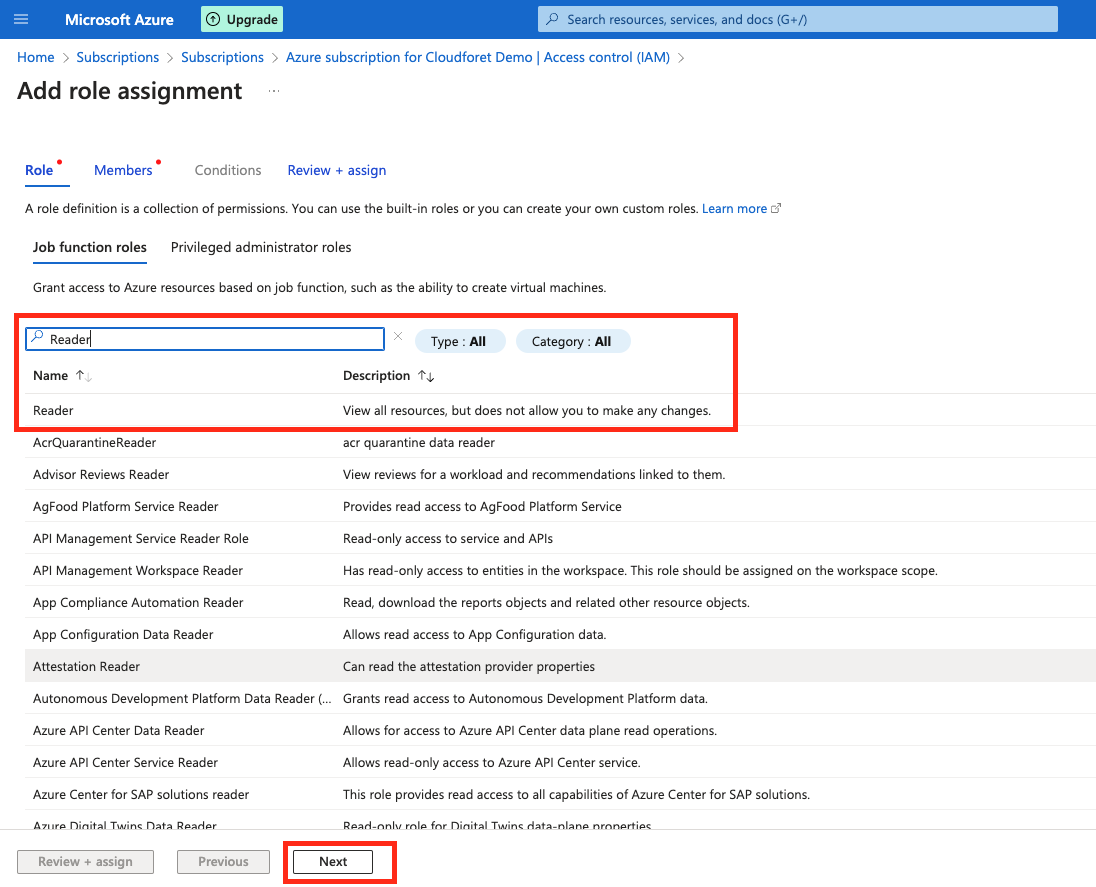 Microsoft Azure Upgrade Search resources, services, and docs (G+/)
Home > Subscriptions > Subscriptions > Azure subscription for Cloudforet Demo | Access control (IAM) >
Add role assignment ...
Role Members Conditions Review + assign
A role definition is a collection of permissions. You can use the built-in roles or you can create your own custom roles. Learn more
Job function roles Privileged administrator roles
Grant access to Azure resources based on job function, such as the ability to create virtual machines.
Reader Type : All Category : All
Name ↑↓ Description ↑↓
Reader View all resources, but does not allow you to make any changes.
AcrQuarantineReader acr quarantine data reader
Advisor Reviews Reader View reviews for a workload and recommendations linked to them.
AgFood Platform Service Reader Provides read access to AgFood Platform Service
API Management Service Reader Role Read-only access to service and APIs
API Management Workspace Reader Has read-only access to entities in the workspace. This role should be assigned on the workspace scope.
App Compliance Automation Reader Read, download the reports objects and related other resource objects.
App Configuration Data Reader Allows read access to App Configuration data.
Attestation Reader Can read the attestation provider properties
Autonomous Development Platform Data Reader (... Grants read access to Autonomous Development Platform data.
Azure API Center Data Reader Allows for access to Azure API Center data plane read operations.
Azure API Center Service Reader Allows read-only access to Azure API Center service.
Azure Center for SAP solutions reader This role provides read access to all capabilities of Azure Center for SAP solutions.
Azure Digital Twins Data Reader Read-only role for Digital Twins data-plane properties
Review + assign Previous Next